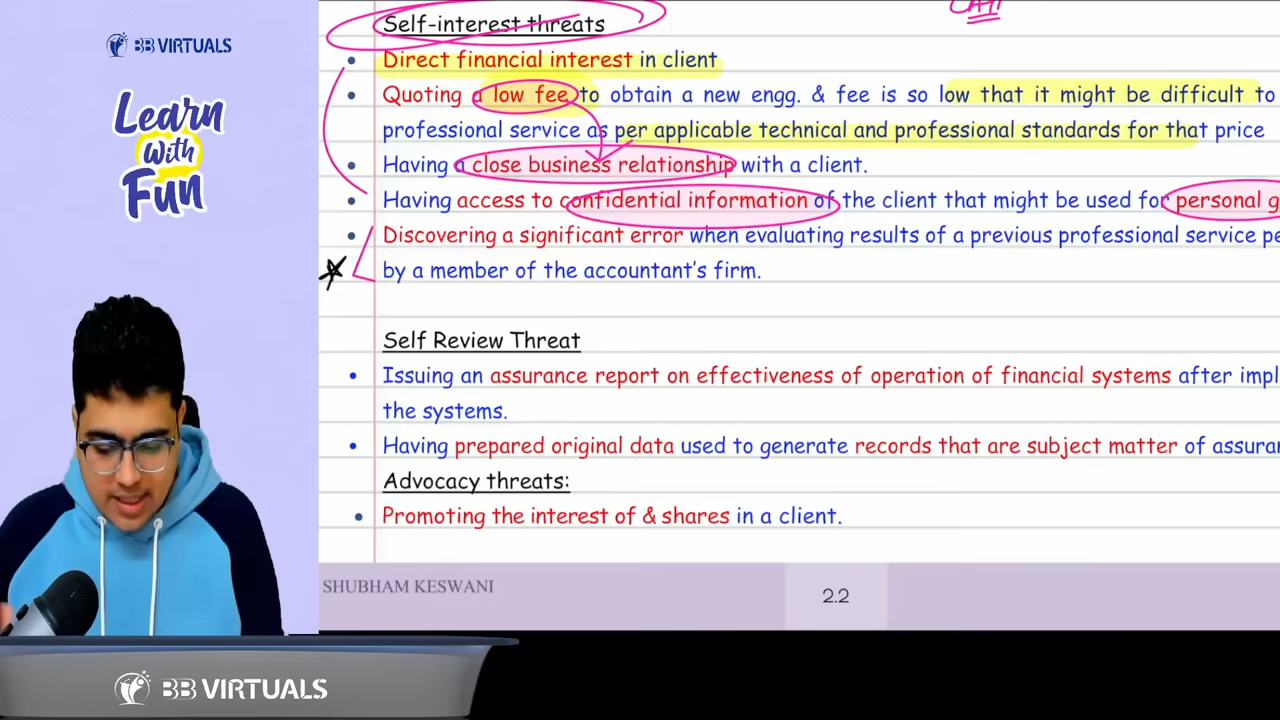 BB VIRTUALS
Learn
With
Fun
Self-interest threats
• Direct financial interest in client
• Quoting a low fee to obtain a new engg. & fee is so low that it might be difficult to
professional service as per applicable technical and professional standards for that price
• Having a close business relationship with a client.
• Having access to confidential information of the client that might be used for personal g
• Discovering a significant error when evaluating results of a previous professional service pe
by a member of the accountant's firm.
Self Review Threat
• Issuing an assurance report on effectiveness of operation of financial systems after impl
the systems.
• Having prepared original data used to generate records that are subject matter of assura
Advocacy threats:
• Promoting the interest of & shares in a client.
SHUBHAM KESWANI
2.2
BB VIRTUALS